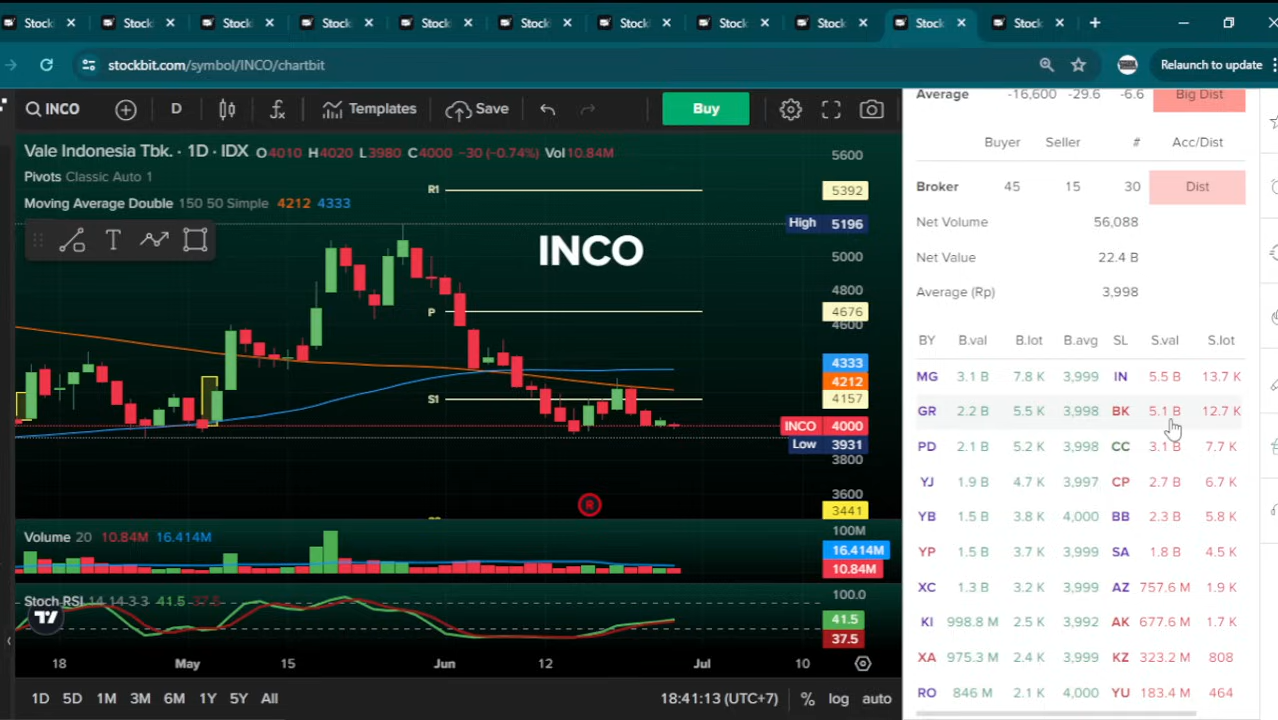 Stock Stock Stock Stockb Stockb Stockb Stockb Stockb Stockb Stock Stockb
stockbit.com/symbol/INCO/chartbit
Relaunch to update
INCO
D
Templates
Save
Buy
Vale Indonesia Tbk. · 1D · IDX O4010 H4020 L3980 C4000 −30 (−0.74%) Vol10.84M
Pivots Classic Auto 1
Moving Average Double 150 50 Simple 4212 4333
INCO
R1
P
S1
5600
5392
High 5196
5000
4800
4676
4600
4333
4212
4157
INCO 4000
Low 3931
3800
3600
3441
R
Volume 20 10.84M 16.414M
100M
16.414M
10.84M
Stoch RSI 14 14 3 3 41.5 37.5
100.0
41.5
37.5
18 May 15 Jun 12 Jul 10
1D 5D 1M 3M 6M 1Y 5Y All
18:41:13 (UTC+7) % log auto
Average -16,600 -29.6 -6.6 Big Dist
Buyer Seller # Acc/Dist
Broker 45 15 30 Dist
Net Volume 56,088
Net Value 22.4 B
Average (Rp) 3,998
BY B.val B.lot B.avg SL S.val S.lot
MG 3.1 B 7.8 K 3,999 IN 5.5 B 13.7 K
GR 2.2 B 5.5 K 3,998 BK 5.1 B 12.7 K
PD 2.1 B 5.2 K 3,998 CC 3.1 B 7.7 K
YJ 1.9 B 4.7 K 3,997 CP 2.7 B 6.7 K
YB 1.5 B 3.8 K 4,000 BB 2.3 B 5.8 K
YP 1.5 B 3.7 K 3,999 SA 1.8 B 4.5 K
XC 1.3 B 3.2 K 3,999 AZ 757.6 M 1.9 K
KI 998.8 M 2.5 K 3,992 AK 677.6 M 1.7 K
XA 975.3 M 2.4 K 3,999 KZ 323.2 M 808
RO 846 M 2.1 K 4,000 YU 183.4 M 464